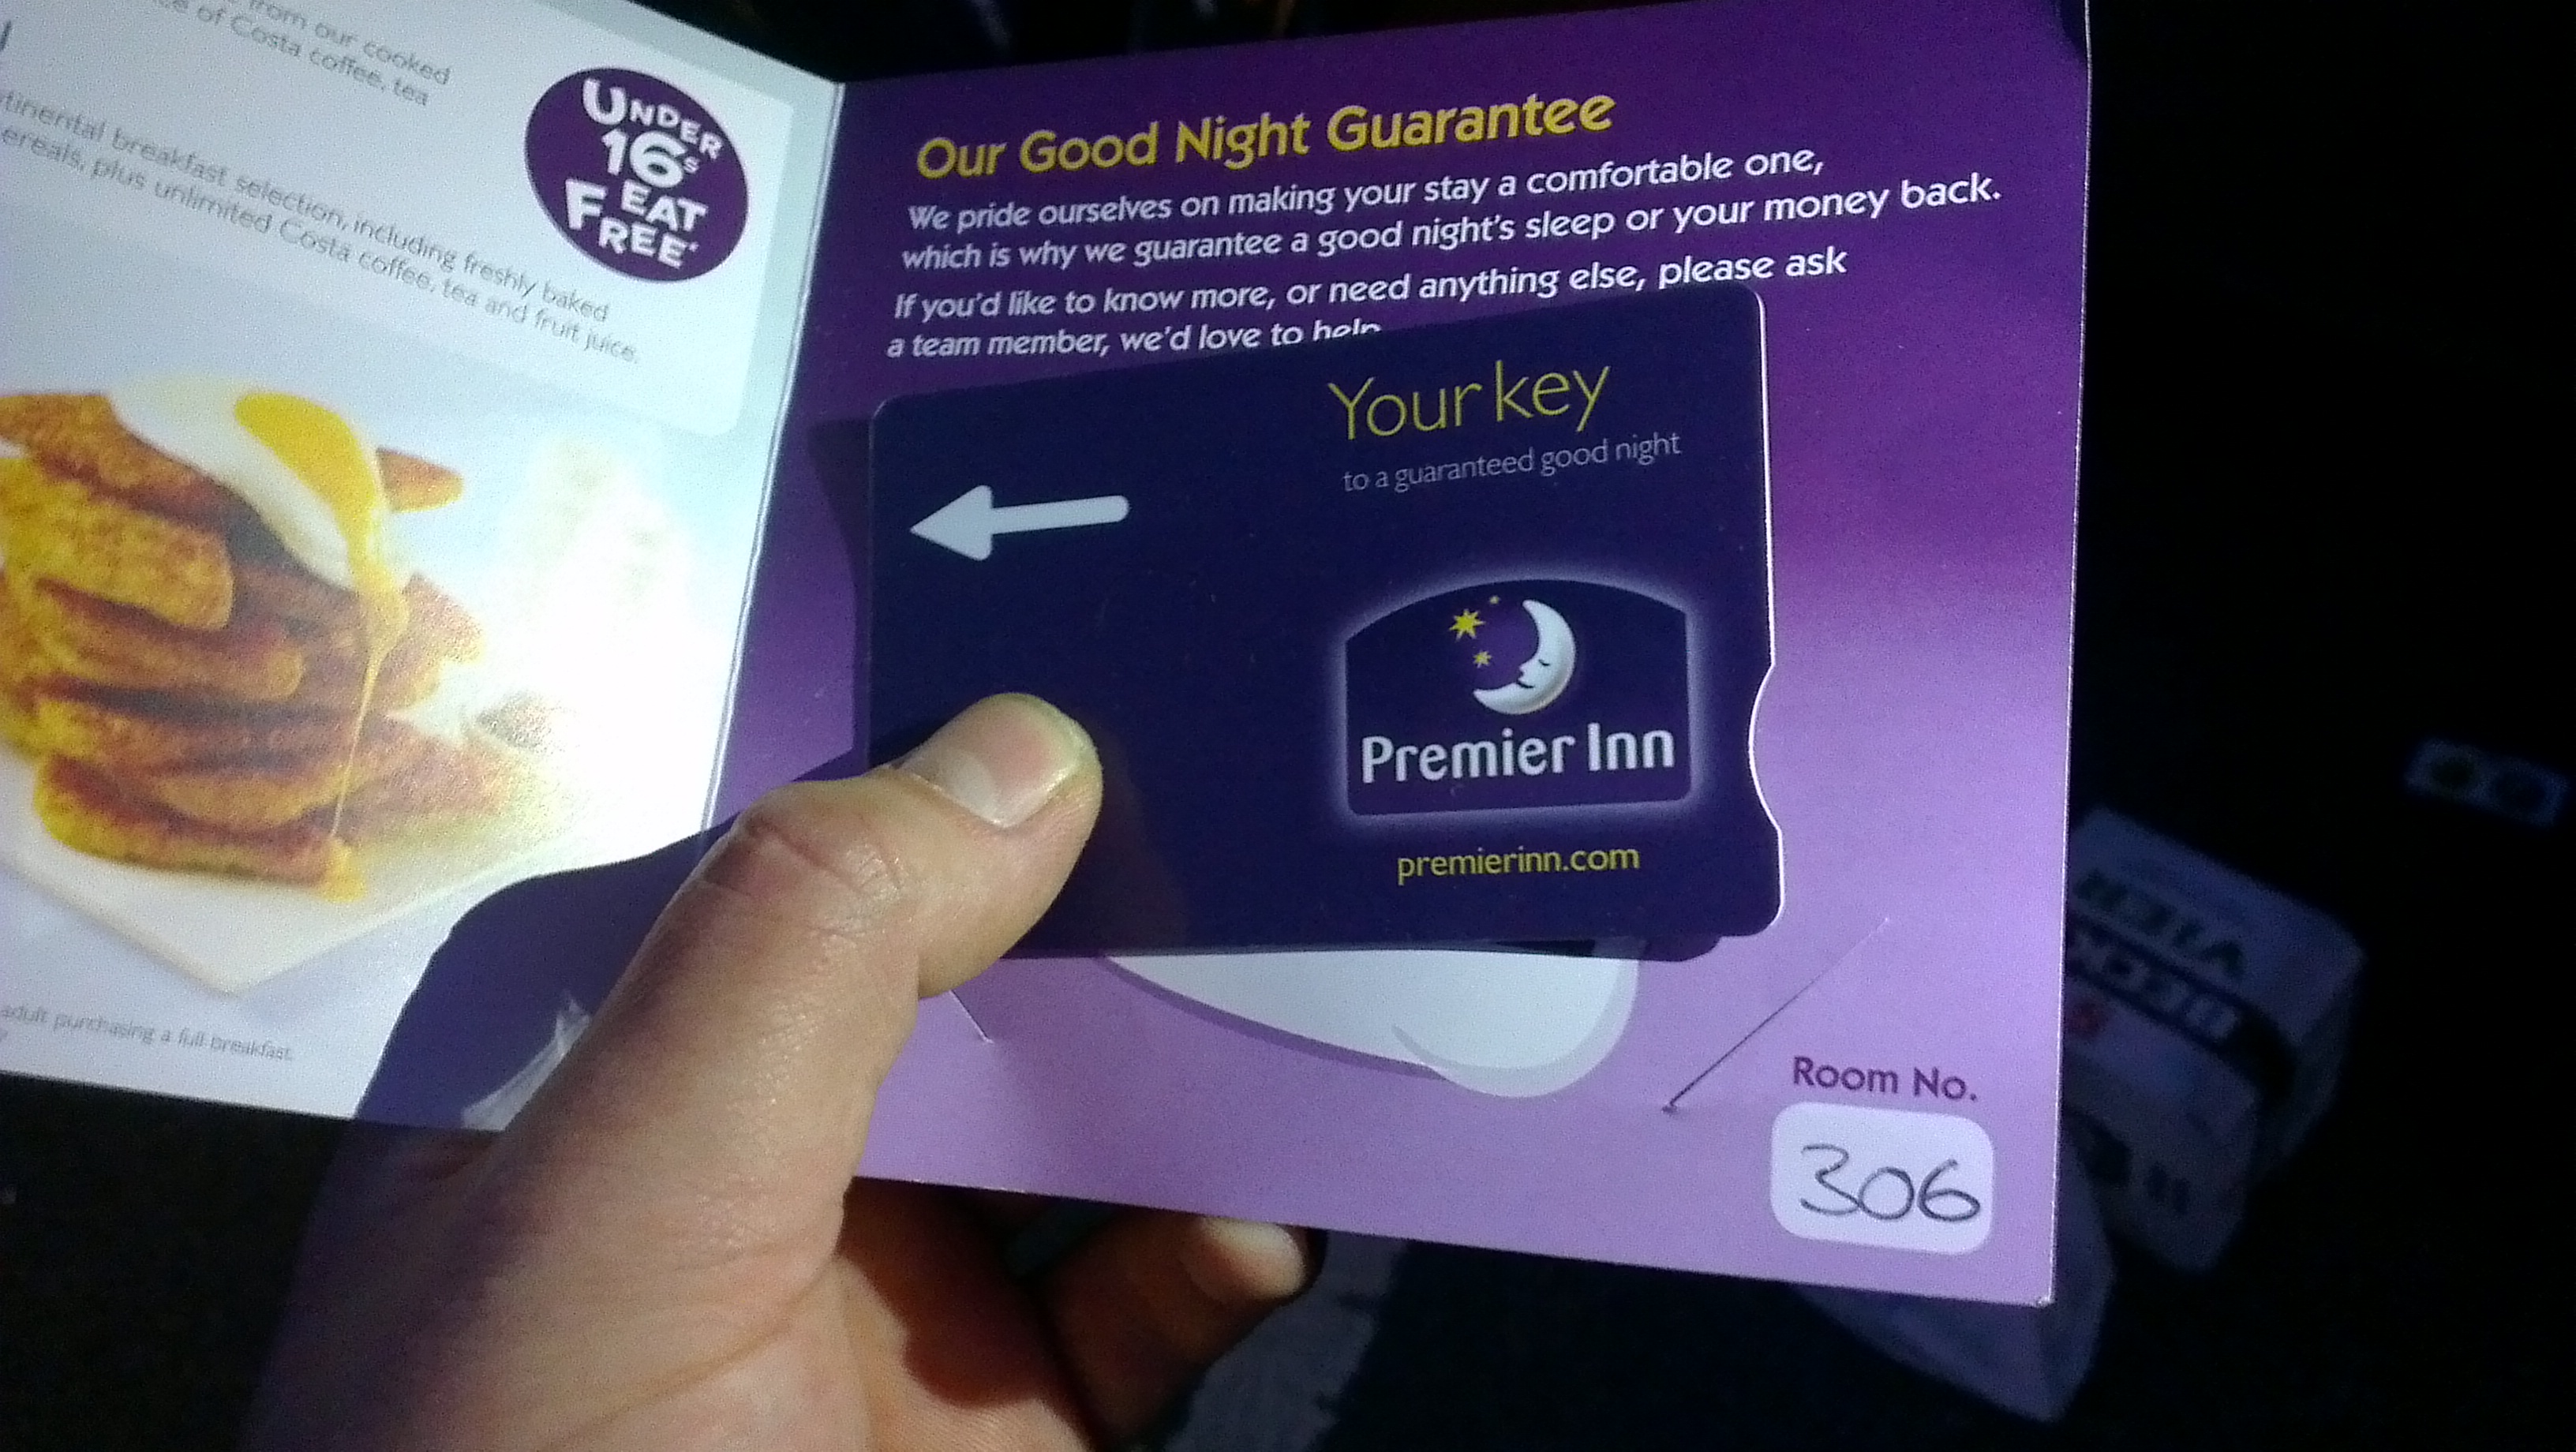 from our cooked
of Costa coffee, tea
tinental breakfast selection, including freshly baked
ereals, plus unlimited Costa coffee, tea and fruit juice.
UNDER
16s
EAT
FREE*
adult purchasing a full breakfast.
Our Good Night Guarantee
We pride ourselves on making your stay a comfortable one,
which is why we guarantee a good night's sleep or your money back.
If you'd like to know more, or need anything else, please ask
a team member, we'd love to help
Your key
to a guaranteed good night
Premier Inn
premierinn.com
Room No.
306